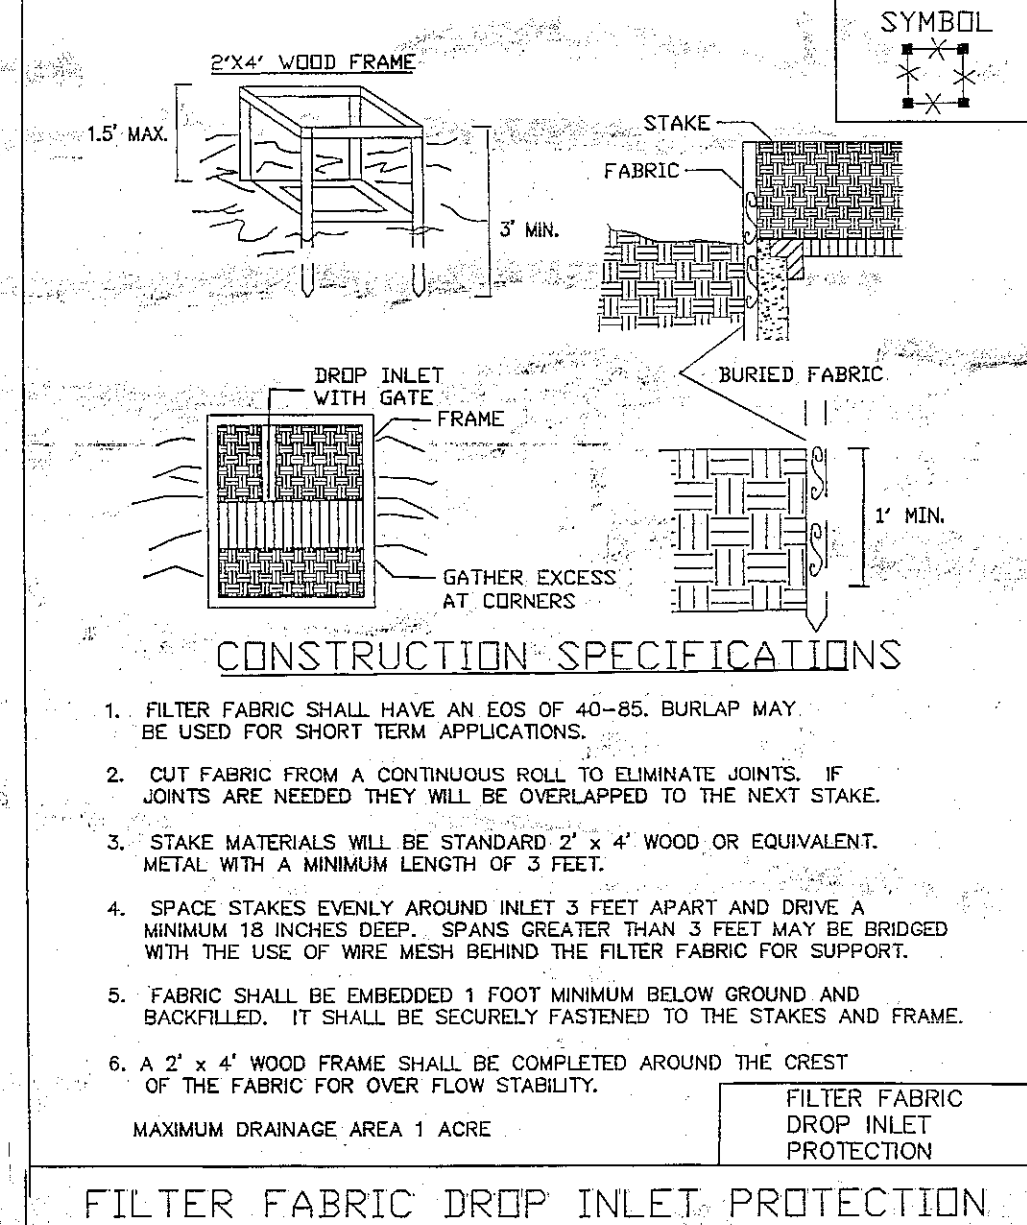 SYMBOL
2'X4' WOOD FRAME
1.5' MAX.
3' MIN.
STAKE
FABRIC
BURIED FABRIC
DROP INLET
WITH GATE
FRAME
GATHER EXCESS
AT CORNERS
1' MIN.
CONSTRUCTION SPECIFICATIONS
1. FILTER FABRIC SHALL HAVE AN EOS OF 40-85. BURLAP MAY
BE USED FOR SHORT TERM APPLICATIONS.
2. CUT FABRIC FROM A CONTINUOUS ROLL TO ELIMINATE JOINTS. IF
JOINTS ARE NEEDED THEY WILL BE OVERLAPPED TO THE NEXT STAKE.
3. STAKE MATERIALS WILL BE STANDARD 2' x 4' WOOD OR EQUIVALENT.
METAL WITH A MINIMUM LENGTH OF 3 FEET.
4. SPACE STAKES EVENLY AROUND INLET 3 FEET APART AND DRIVE A
MINIMUM 18 INCHES DEEP. SPANS GREATER THAN 3 FEET MAY BE BRIDGED
WITH THE USE OF WIRE MESH BEHIND THE FILTER FABRIC FOR SUPPORT.
5. FABRIC SHALL BE EMBEDDED 1 FOOT MINIMUM BELOW GROUND AND
BACKFILLED. IT SHALL BE SECURELY FASTENED TO THE STAKES AND FRAME.
6. A 2' x 4' WOOD FRAME SHALL BE COMPLETED AROUND THE CREST
OF THE FABRIC FOR OVER FLOW STABILITY.
MAXIMUM DRAINAGE AREA 1 ACRE
FILTER FABRIC
DROP INLET
PROTECTION
FILTER FABRIC DROP INLET PROTECTION